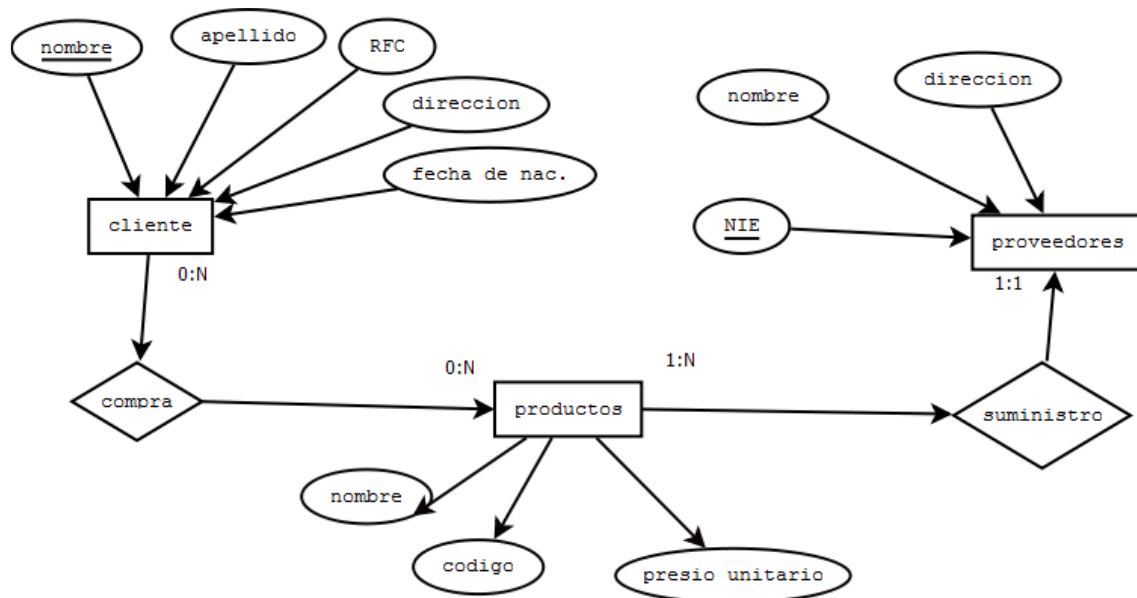 nombre
apellido
RFC
direccion
fecha de nac.
nombre
direccion
NIE
cliente
proveedores
0:N
1:1
0:N
1:N
compra
productos
suministro
nombre
codigo
presio unitario